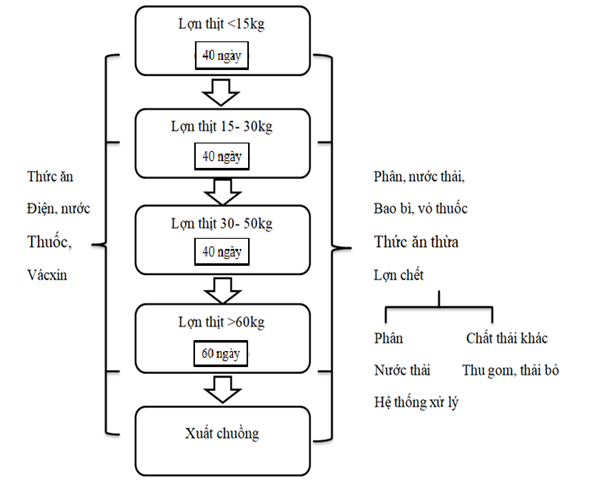 Lợn thịt <15kg
40 ngày
Lợn thịt 15- 30kg
40 ngày
Lợn thịt 30- 50kg
40 ngày
Lợn thịt >60kg
60 ngày
Xuất chuồng
Thức ăn
Điện, nước
Thuốc,
Vácxin
Phân, nước thải,
Bao bì, vỏ thuốc
Thức ăn thừa
Lợn chết
Phân
Nước thải
Hệ thống xử lý
Chất thải khác
Thu gom, thải bỏ